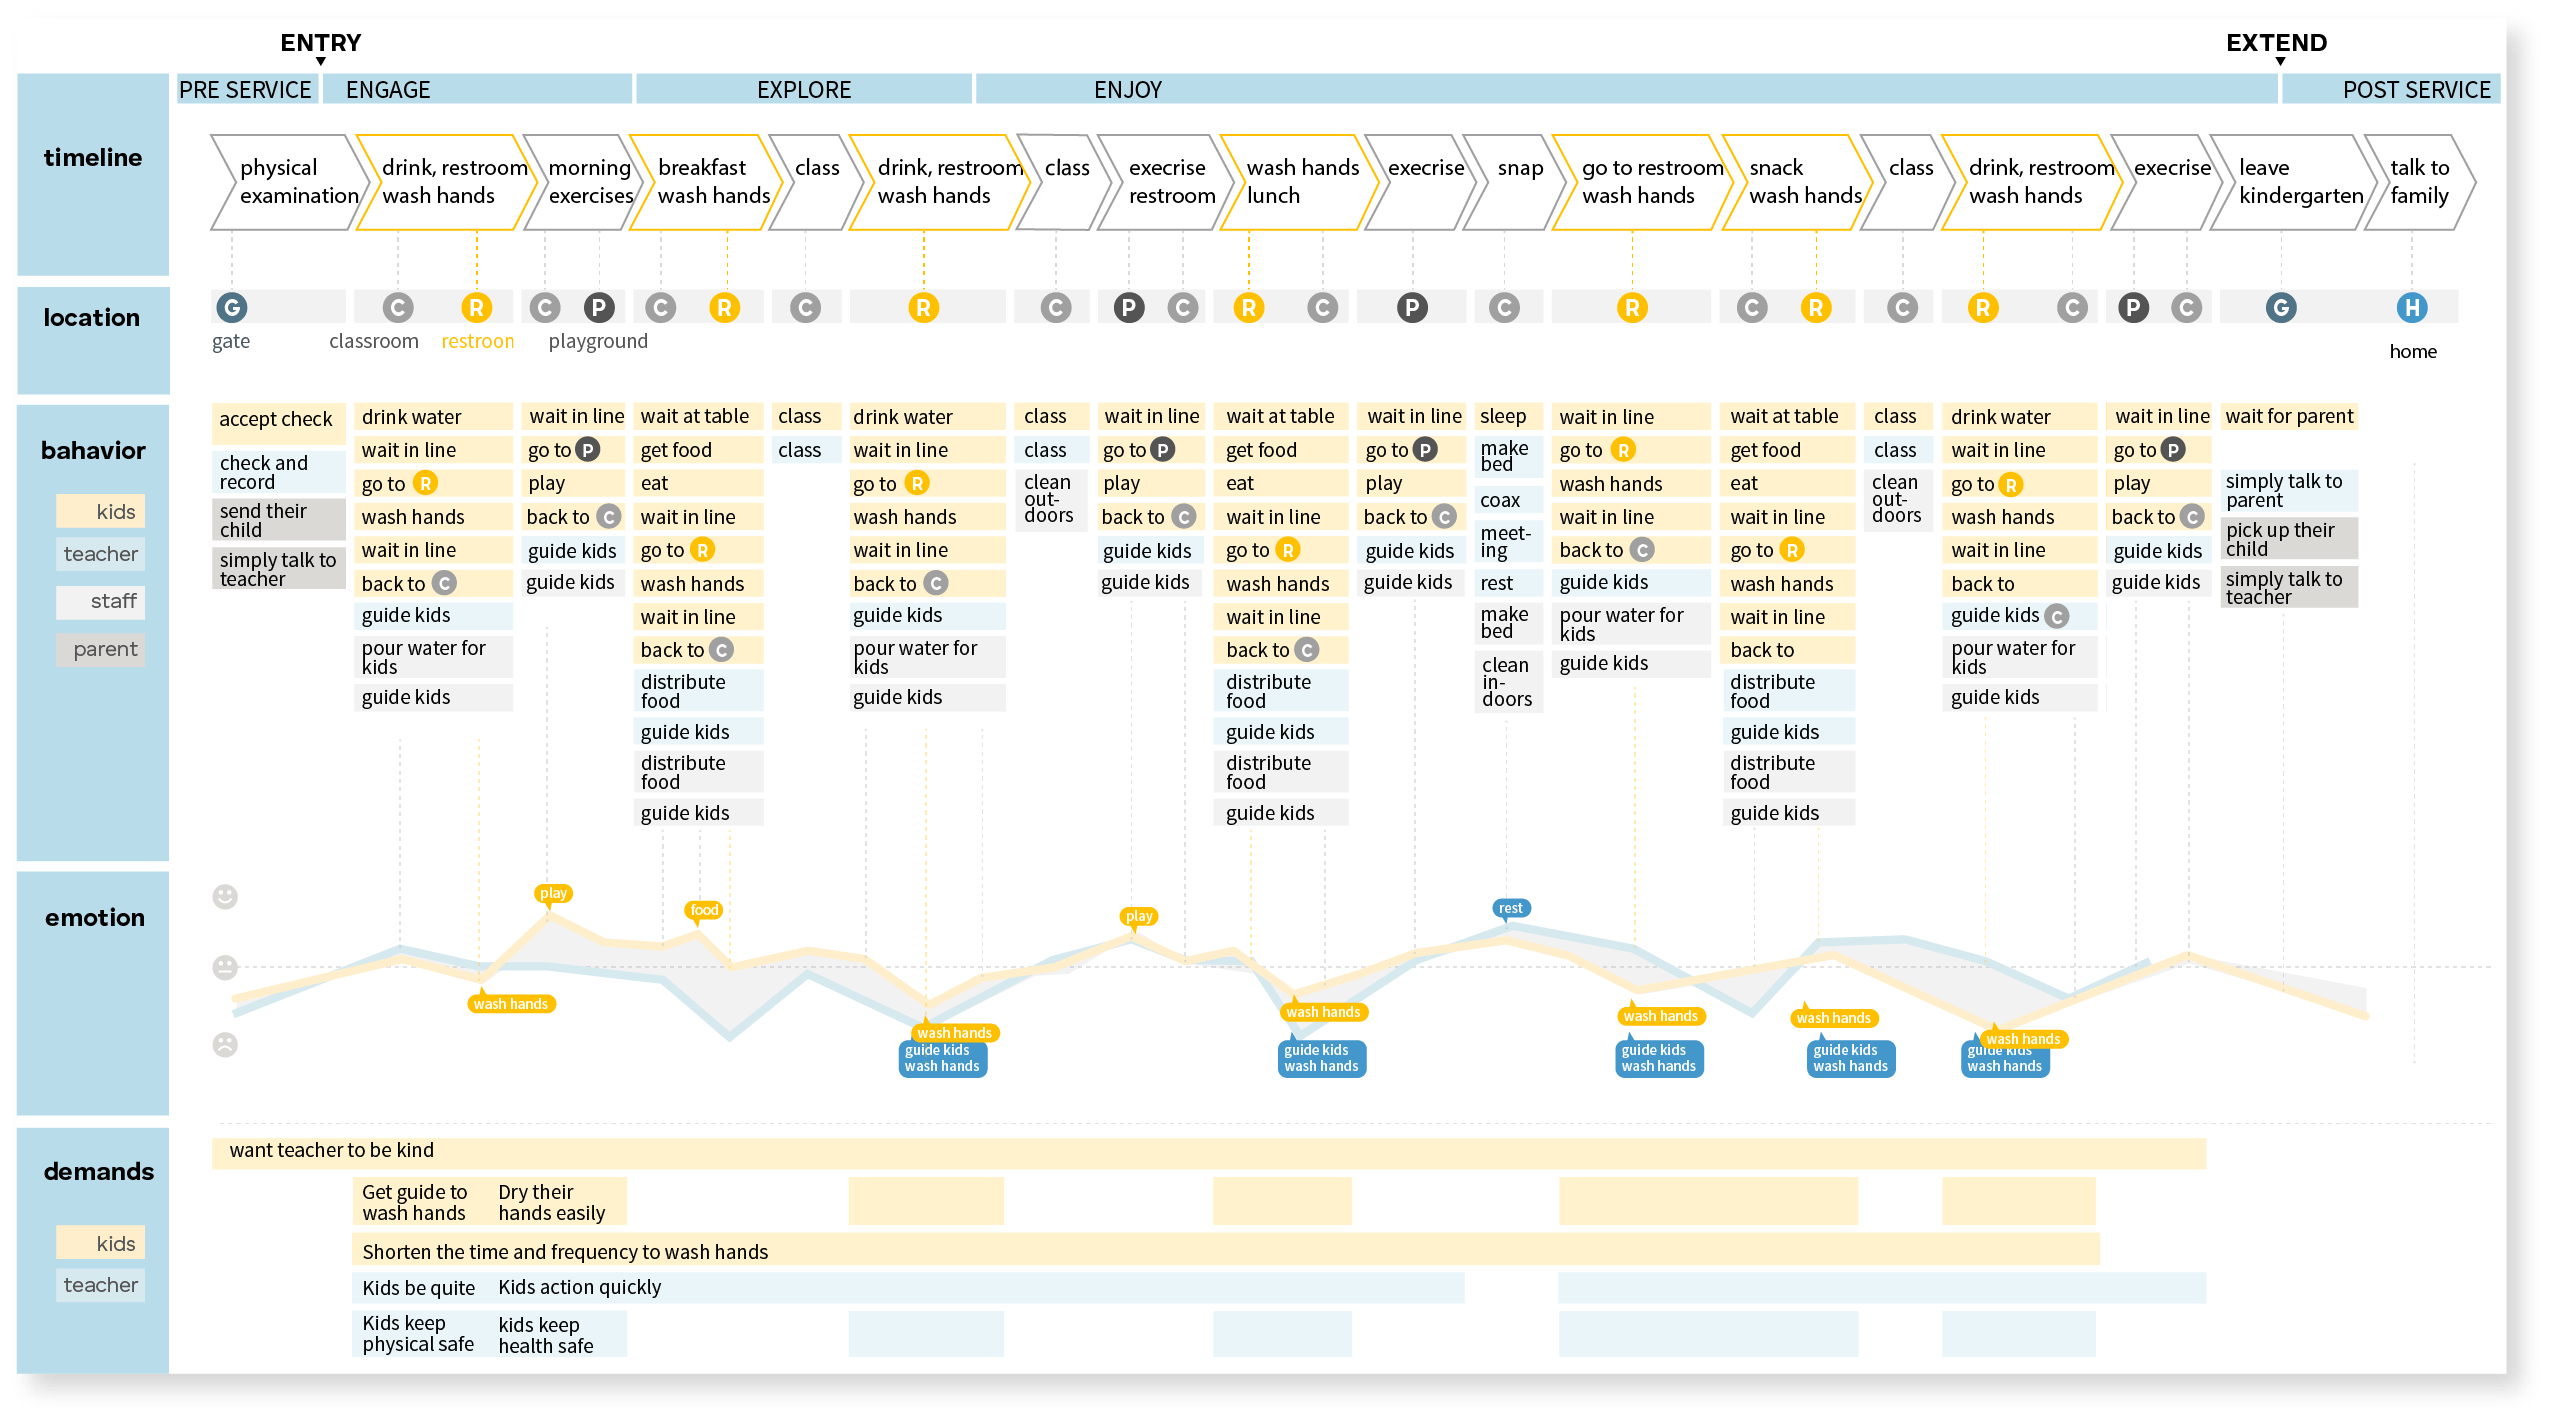 ENTRY
EXTEND
PRE SERVICE
ENGAGE
EXPLORE
ENJOY
POST SERVICE
timeline
physical
examination
drink, restroom
wash hands
morning
exercises
breakfast
wash hands
class
drink, restroom
wash hands
class
execrise
restroom
wash hands
lunch
execrise
snap
go to restroom
wash hands
snack
wash hands
class
drink, restroom
wash hands
execrise
leave
kindergarten
talk to
family
location
G
C
R
C
P
C
R
C
R
C
P
C
R
C
P
C
R
C
R
C
R
C
P
C
G
H
gate
classroom
restroon
playground
home
bahavior
kids
teacher
staff
parent
accept check
check and
record
send their
child
simply talk to
teacher
drink water
wait in line
go to R
wash hands
wait in line
back to C
guide kids
pour water for
kids
guide kids
wait in line
go to P
play
back to C
guide kids
guide kids
wait at table
get food
eat
wait in line
go to R
wash hands
wait in line
back to C
distribute
food
guide kids
distribute
food
guide kids
class
class
drink water
wait in line
go to R
wash hands
wait in line
back to C
guide kids
pour water for
kids
guide kids
class
class
clean
out-
doors
wait in line
go to P
play
back to C
guide kids
guide kids
wait at table
get food
eat
wait in line
go to R
wash hands
wait in line
back to C
distribute
food
guide kids
distribute
food
guide kids
wait in line
go to P
play
back to C
guide kids
guide kids
sleep
make
bed
coax
meet-
ing
rest
make
bed
clean
in-
doors
wait in line
go to R
wash hands
wait in line
back to C
guide kids
pour water for
kids
guide kids
wait at table
get food
eat
wait in line
go to R
wash hands
wait in line
back to
distribute
food
guide kids
distribute
food
guide kids
class
class
clean
out-
doors
drink water
wait in line
go to R
wash hands
wait in line
back to
guide kids C
pour water for
kids
guide kids
wait in line
go to P
play
back to C
guide kids
guide kids
wait for parent
simply talk to
parent
pick up their
child
simply talk to
teacher
emotion
play
food
wash hands
wash hands
guide kids
wash hands
play
wash hands
guide kids
wash hands
rest
wash hands
guide kids
wash hands
wash hands
guide kids
wash hands
wash hands
guide kids
wash hands
demands
kids
teacher
want teacher to be kind
Get guide to
wash hands
Dry their
hands easily
Shorten the time and frequency to wash hands
Kids be quite
Kids action quickly
Kids keep
physical safe
kids keep
health safe